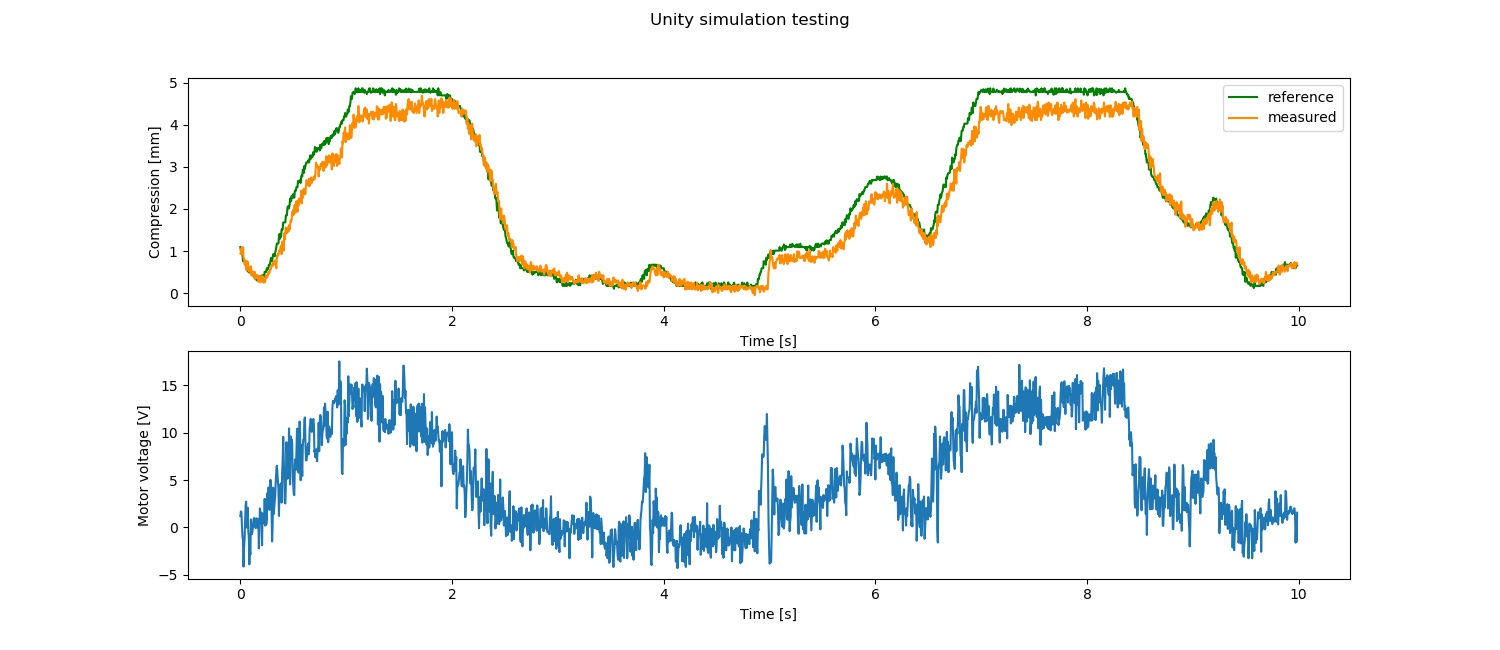 Unity simulation testing
5
4
3
2
1
0
Compression [mm]
reference
measured
0 2 4 6 8 10
Time [s]
15
10
5
0
−5
Motor voltage [V]
0 2 4 6 8 10
Time [s]